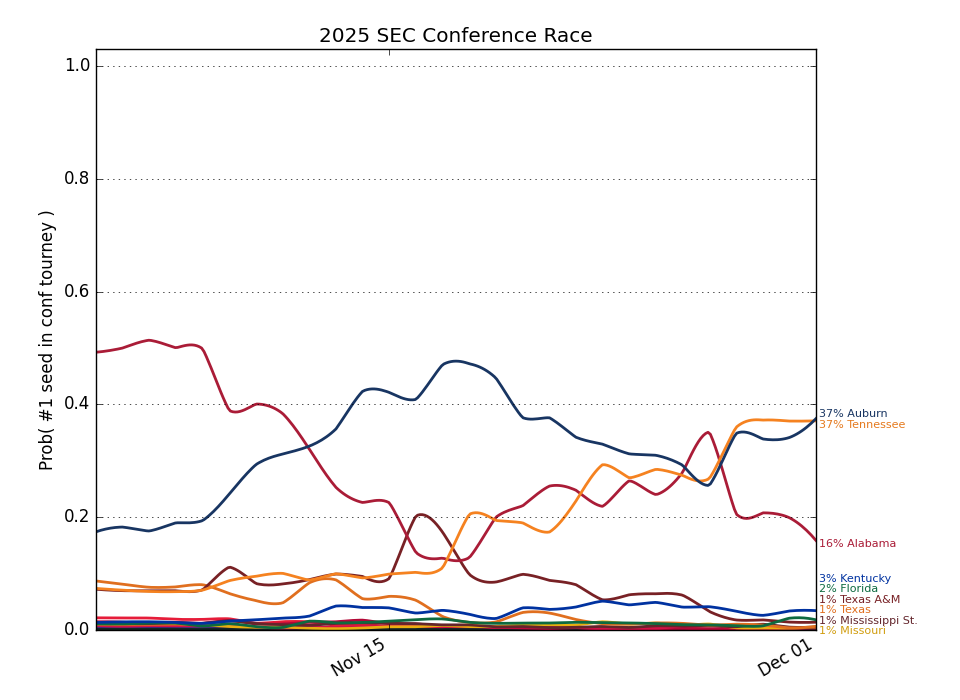 2025 SEC Conference Race
Prob( #1 seed in conf tourney )
1.0
0.8
0.6
0.4
0.2
0.0
Nov 15
Dec 01
37% Auburn
37% Tennessee
16% Alabama
3% Kentucky
2% Florida
1% Texas A&M
1% Texas
1% Mississippi St.
1% Missouri